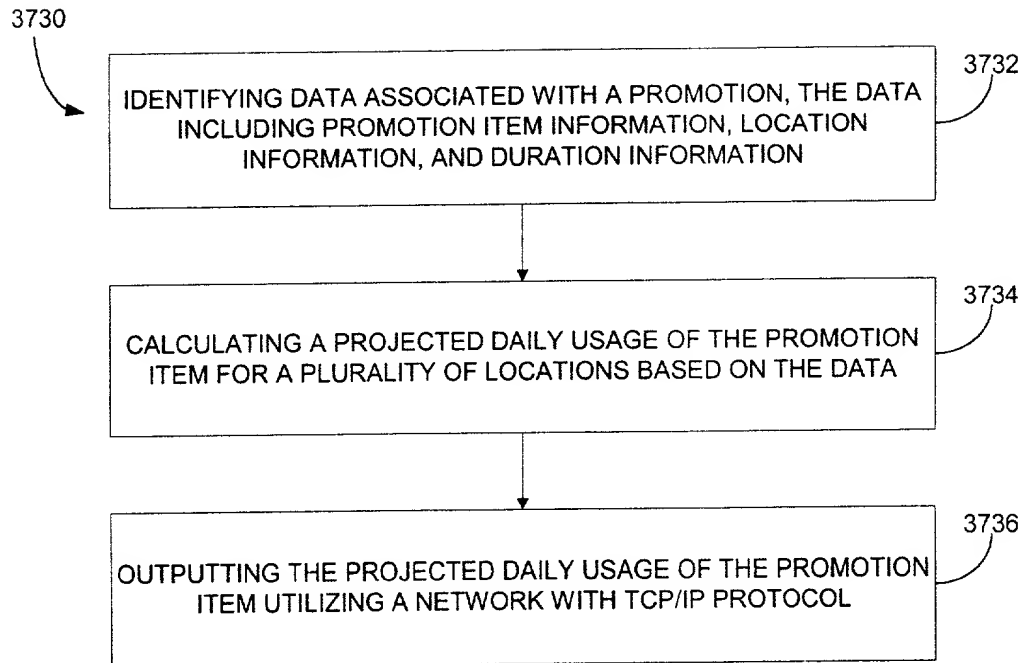 3730
3732
IDENTIFYING DATA ASSOCIATED WITH A PROMOTION, THE DATA
INCLUDING PROMOTION ITEM INFORMATION, LOCATION
INFORMATION, AND DURATION INFORMATION
3734
CALCULATING A PROJECTED DAILY USAGE OF THE PROMOTION
ITEM FOR A PLURALITY OF LOCATIONS BASED ON THE DATA
3736
OUTPUTTING THE PROJECTED DAILY USAGE OF THE PROMOTION
ITEM UTILIZING A NETWORK WITH TCP/IP PROTOCOL